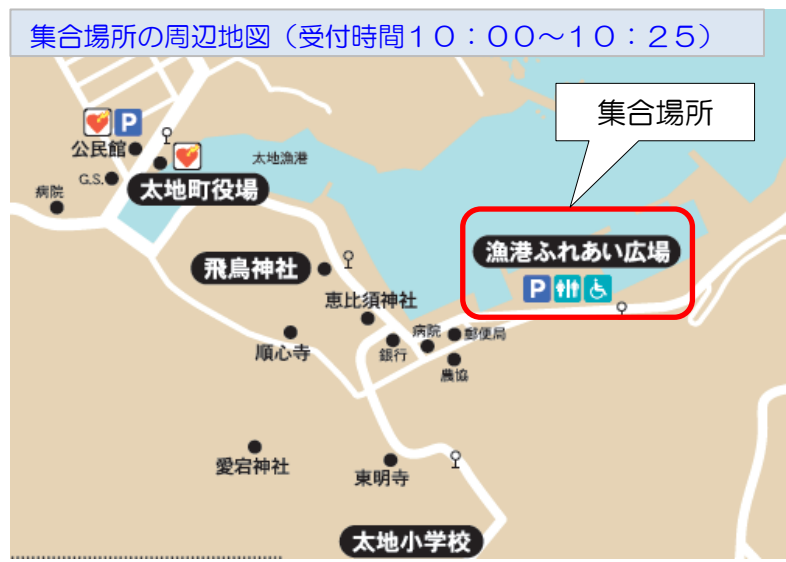 集合場所の周辺地図（受付時間１０：００～１０：２５）
集合場所
P
公民館
太地漁港
G.S.
病院
太地町役場
漁港ふれあい広場
P
飛鳥神社
恵比須神社
病院
郵便局
銀行
順心寺
農協
愛宕神社
東明寺
太地小学校